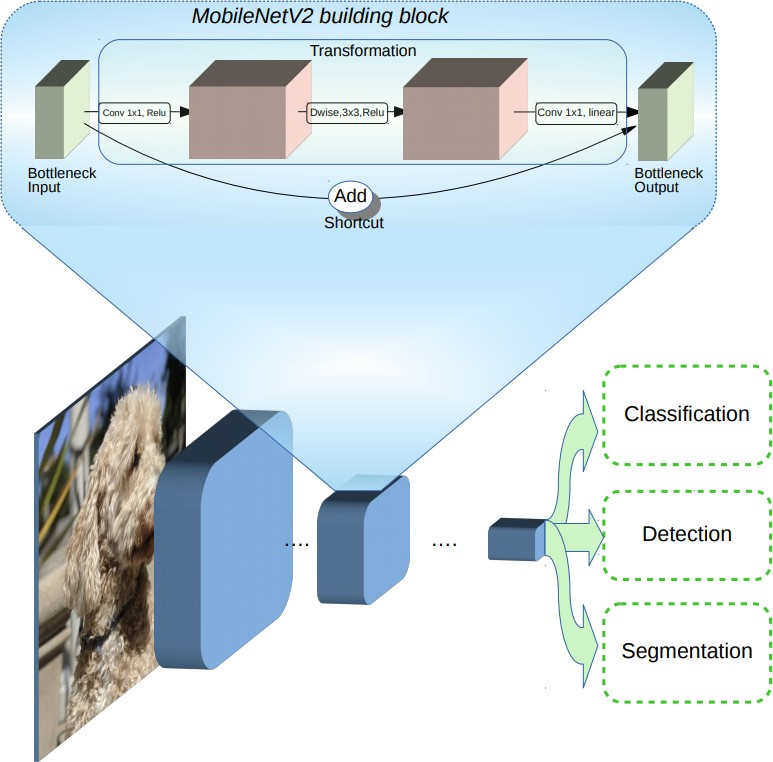 MobileNetV2 building block
Transformation
Conv 1x1, Relu
Dwise,3x3,Relu
Conv 1x1, linear
Bottleneck
Input
Bottleneck
Output
Add
Shortcut
Classification
....
....
Detection
Segmentation